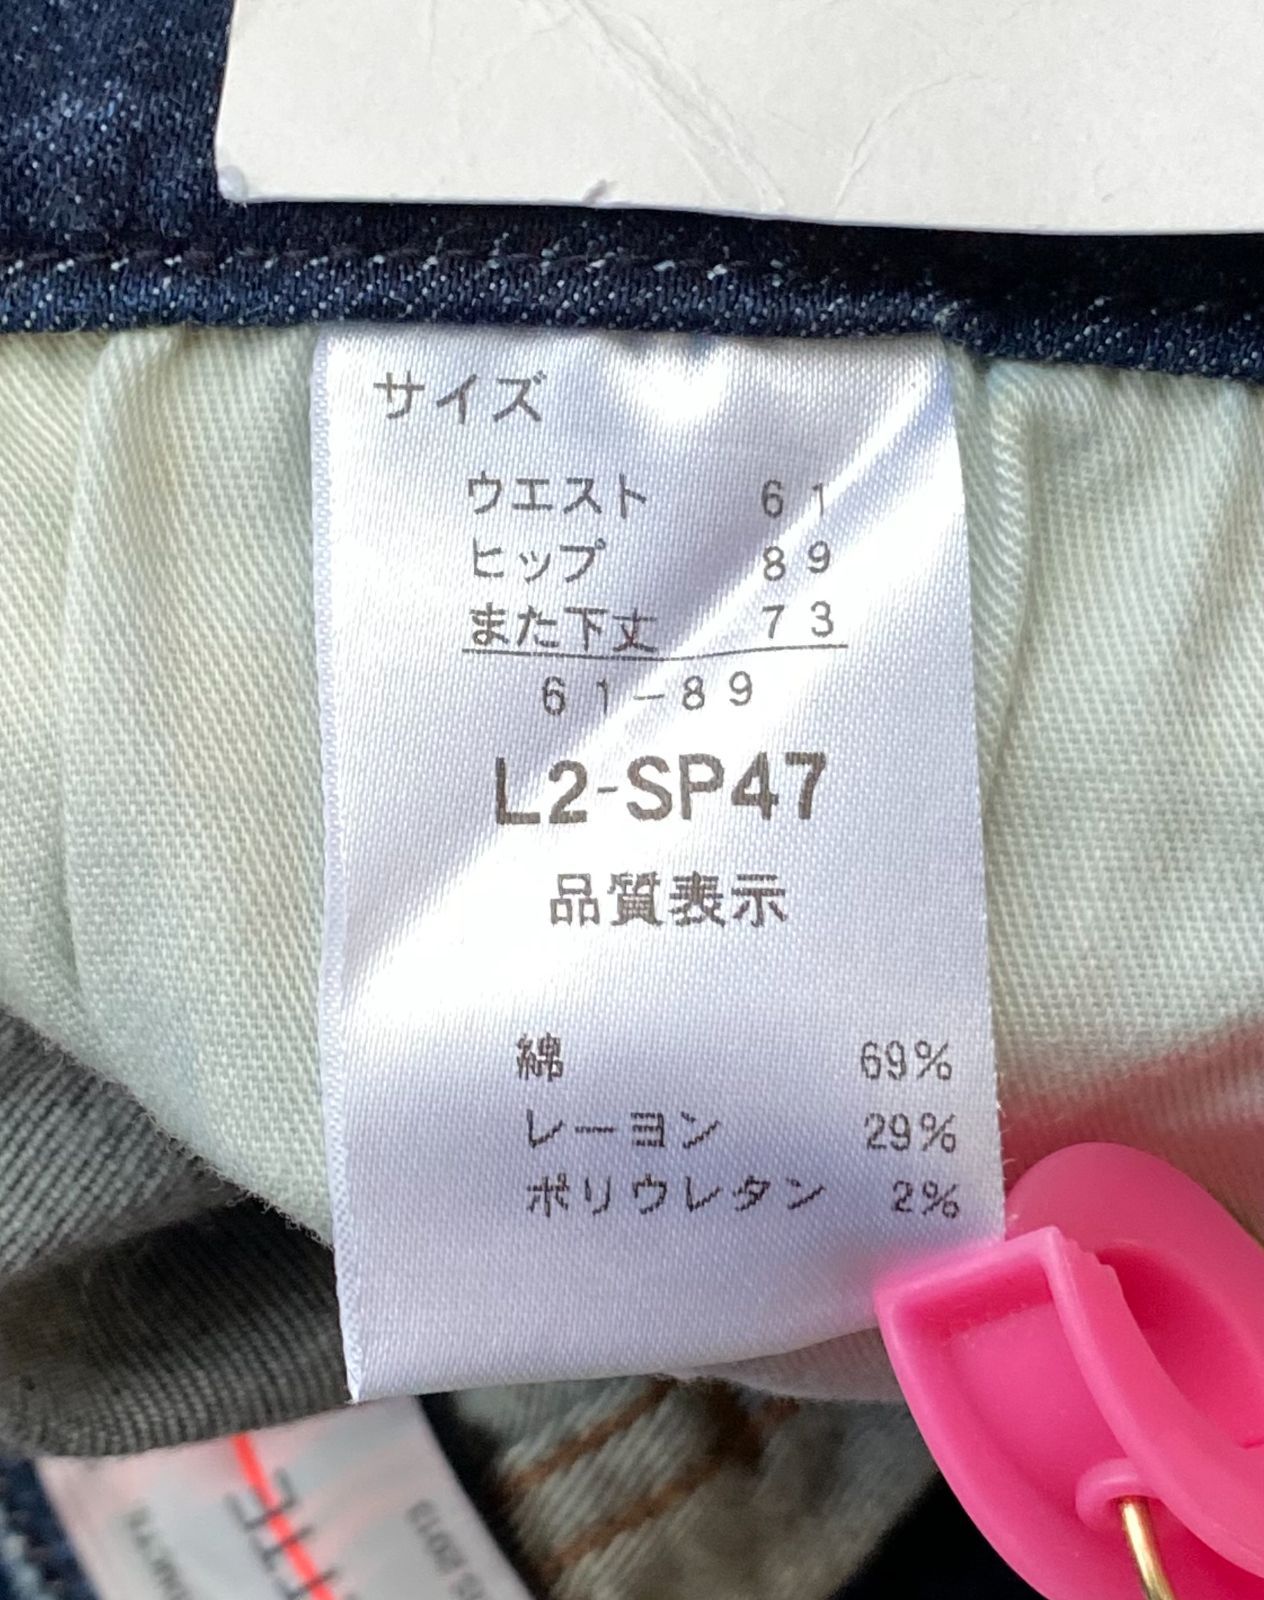 サイズ
ウエスト 61
ヒップ 89
また下丈 73
61-89
L2-SP47
品質表示
綿 69%
レーヨン 29%
ポリウレタン 2%